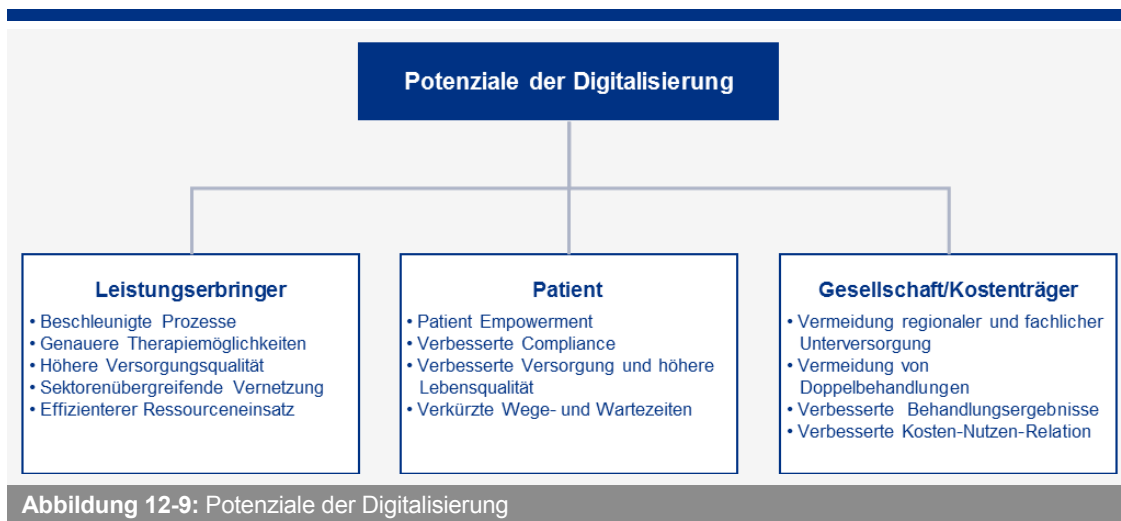 Potenziale der Digitalisierung
Leistungserbringer
• Beschleunigte Prozesse
• Genauere Therapiemöglichkeiten
• Höhere Versorgungsqualität
• Sektorenübergreifende Vernetzung
• Effizienterer Ressourceneinsatz
Patient
• Patient Empowerment
• Verbesserte Compliance
• Verbesserte Versorgung und höhere
Lebensqualität
• Verkürzte Wege- und Wartezeiten
Gesellschaft/Kostenträger
• Vermeidung regionaler und fachlicher
Unterversorgung
• Vermeidung von
Doppelbehandlungen
• Verbesserte Behandlungsergebnisse
• Verbesserte Kosten-Nutzen-Relation
Abbildung 12-9: Potenziale der Digitalisierung